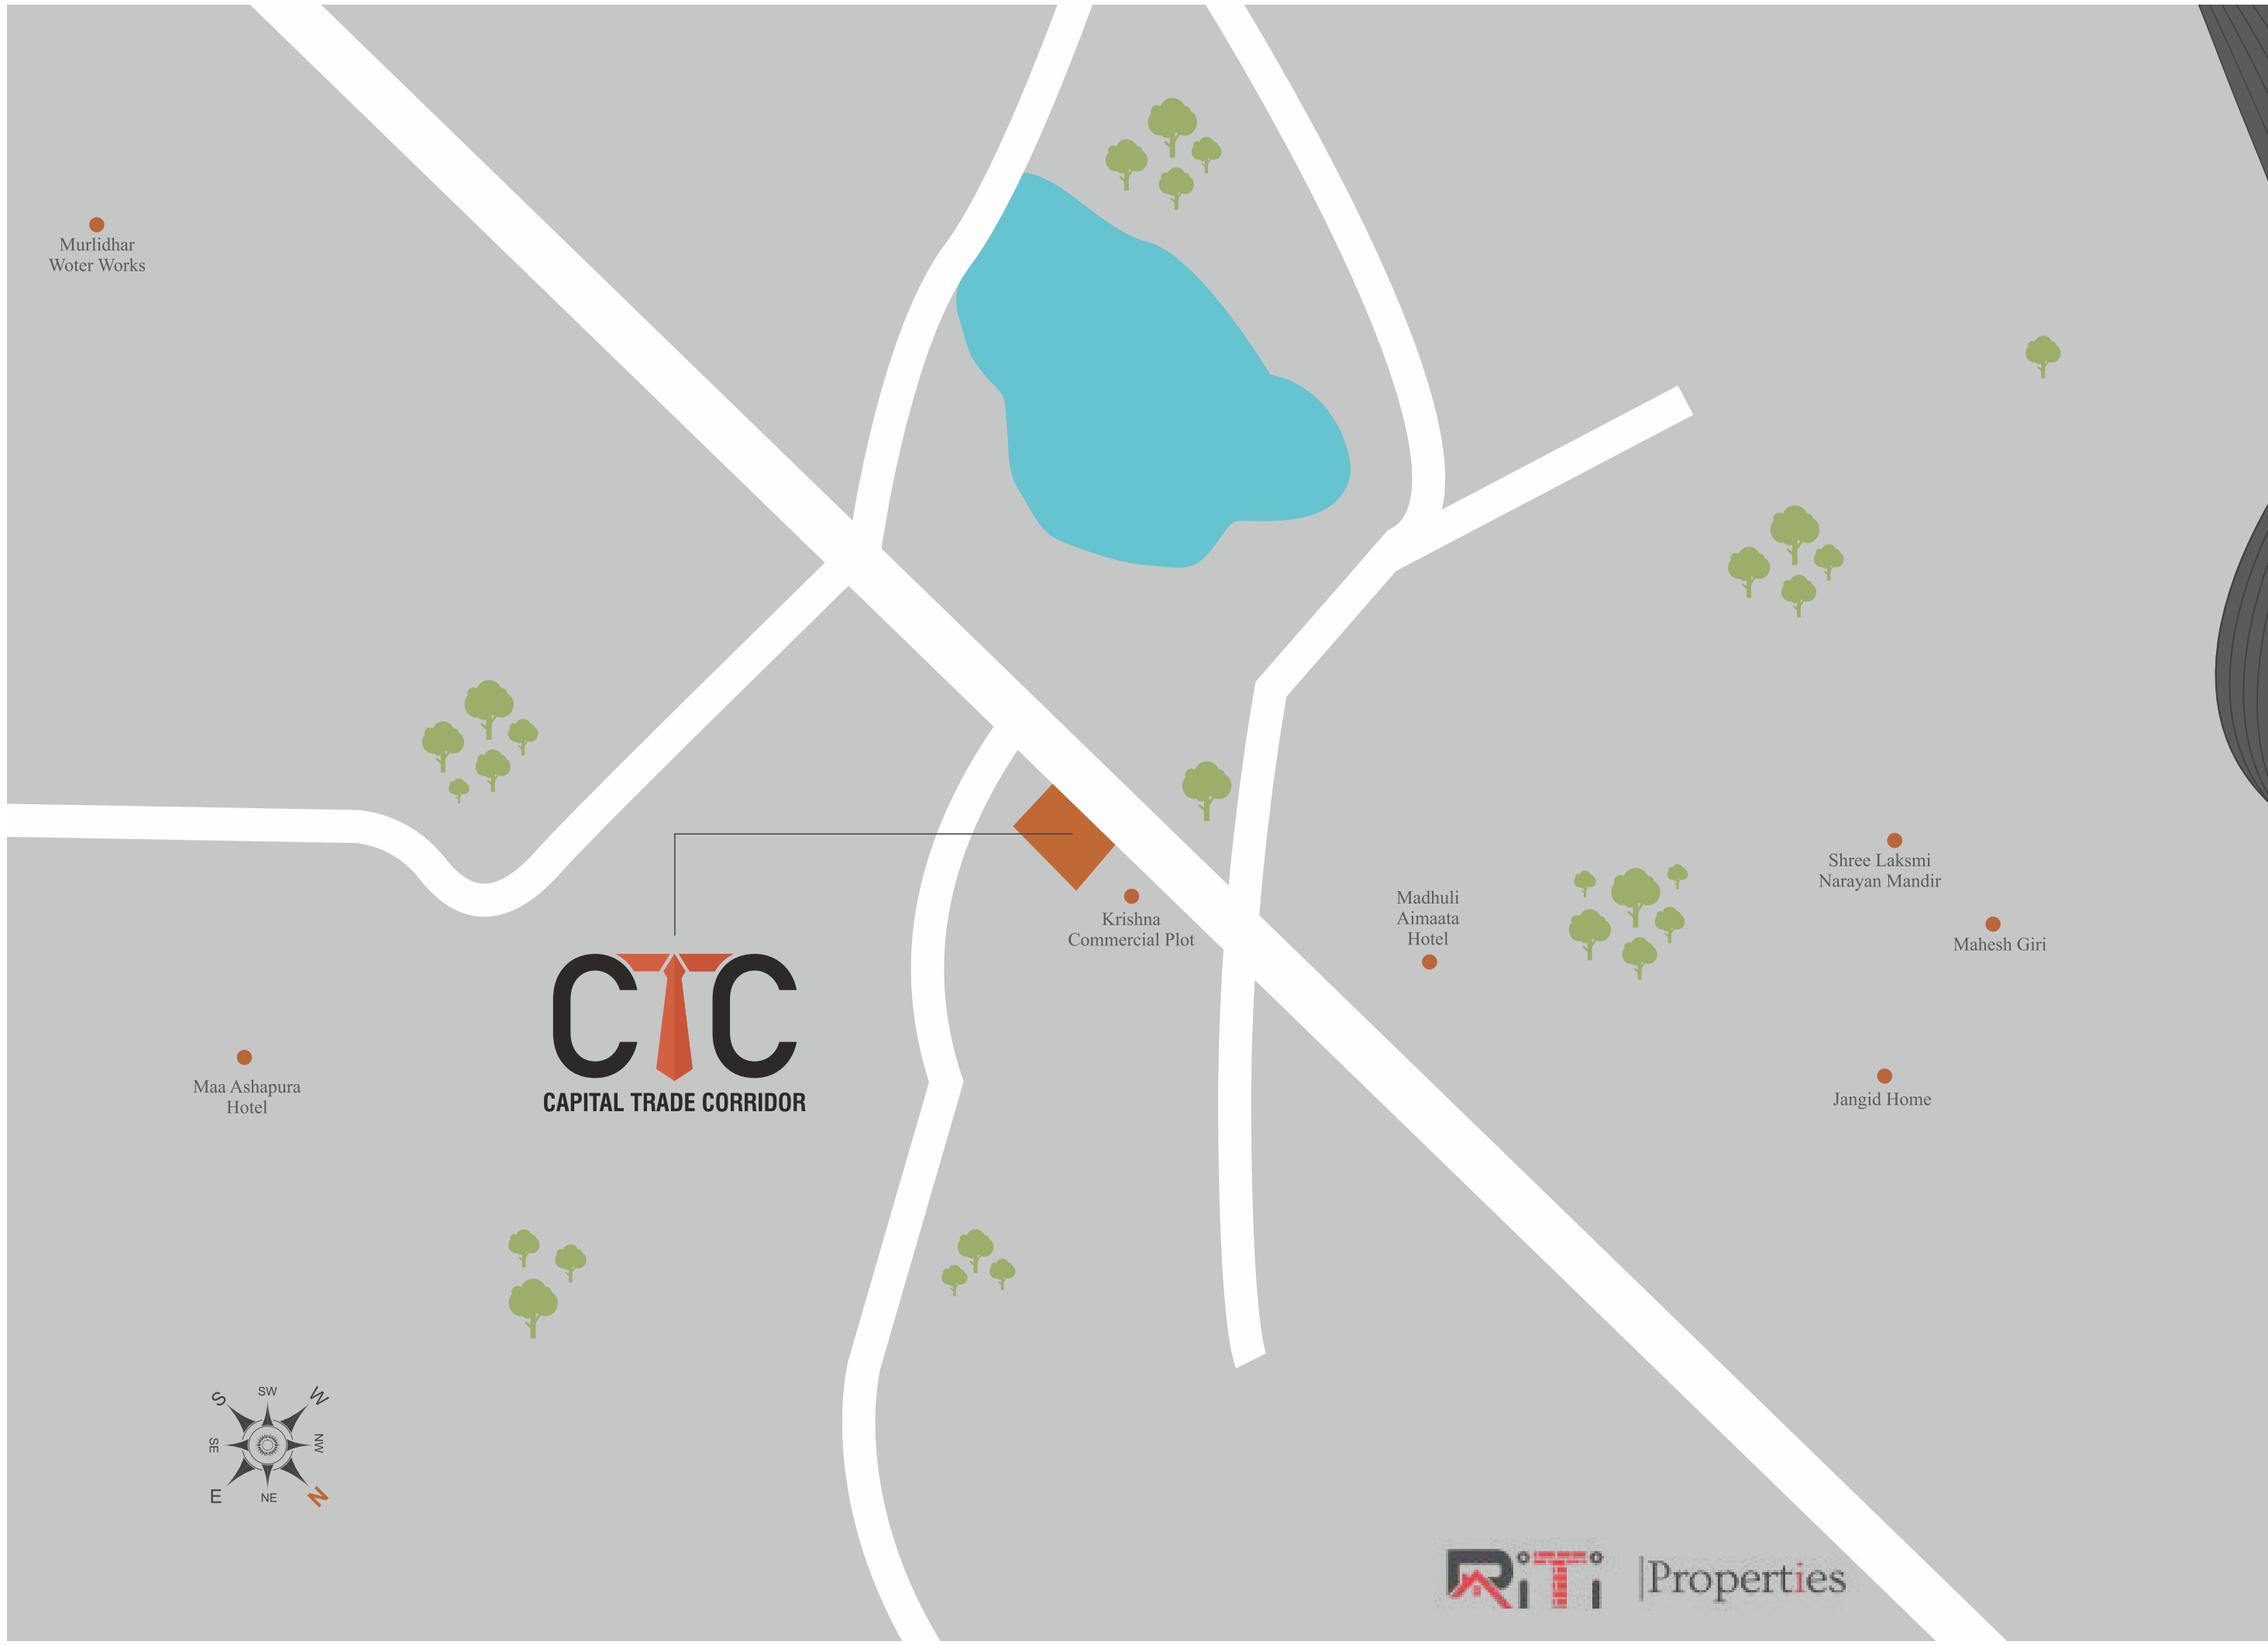 Murlidhar
Woter Works
Krishna
Commercial Plot
Madhuli
Aimaata
Hotel
Shree Laksmi
Narayan Mandir
Mahesh Giri
Jangid Home
Maa Ashapura
Hotel
CTC
CAPITAL TRADE CORRIDOR
S SW W
SE NW
E NE N
RiTi |Properties